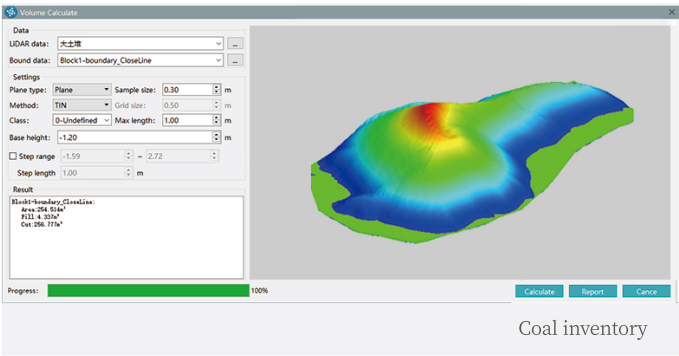 Volume Calculate
Data
LiDAR data: 大土堆 ...
Bound data: Block1-boundary_CloseLine ...
Settings
Plane type: Plane Sample size: 0.30 m
Method: TIN Grid size: 0.50 m
Class: 0-Undefined Max length: 1.00 m
Base height: -1.20 m
Step range -1.59 - 2.72
Step length 1.00 m
Result
Block1-boundary_CloseLine:
Area:254.514m²
Fill:4.337m³
Cut:256.777m³
Progress: 100%
Calculate Report Cance
Coal inventory